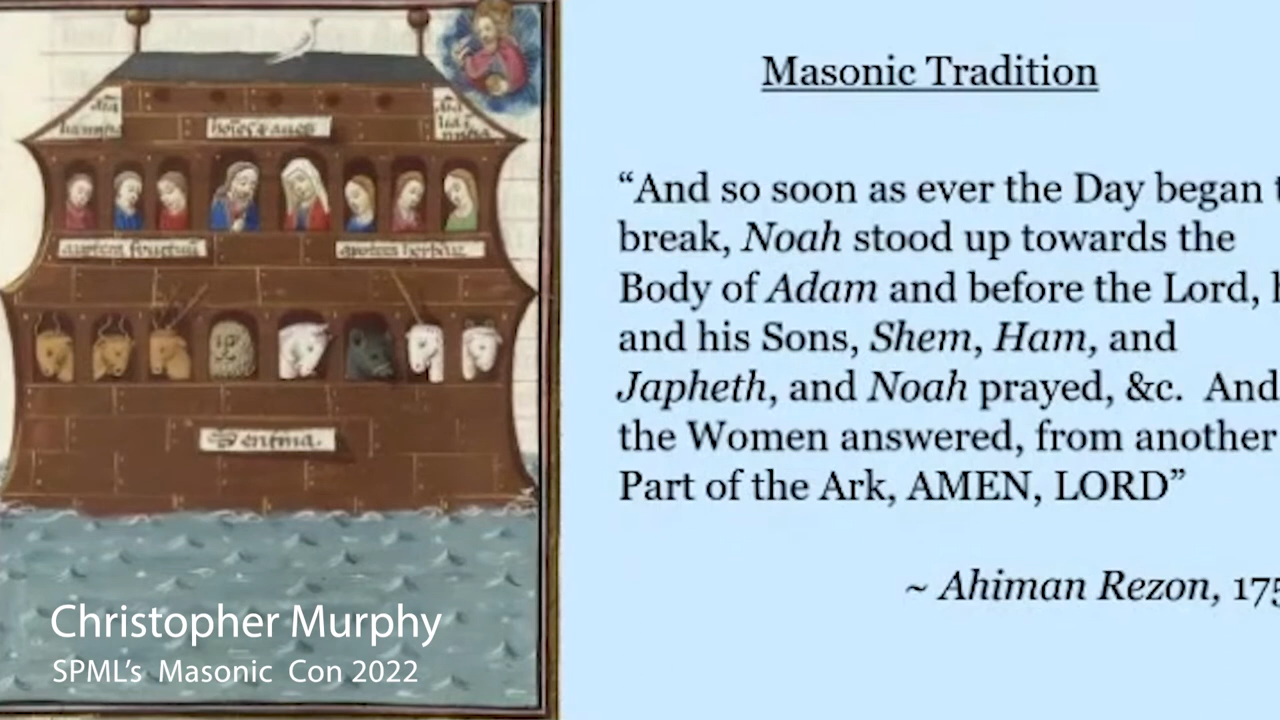 Masonic Tradition
“And so soon as ever the Day began t
break, Noah stood up towards the
Body of Adam and before the Lord, h
and his Sons, Shem, Ham, and
Japheth, and Noah prayed, &c. And
the Women answered, from another
Part of the Ark, AMEN, LORD”
~ Ahiman Rezon, 175
Christopher Murphy
SPML’s Masonic Con 2022